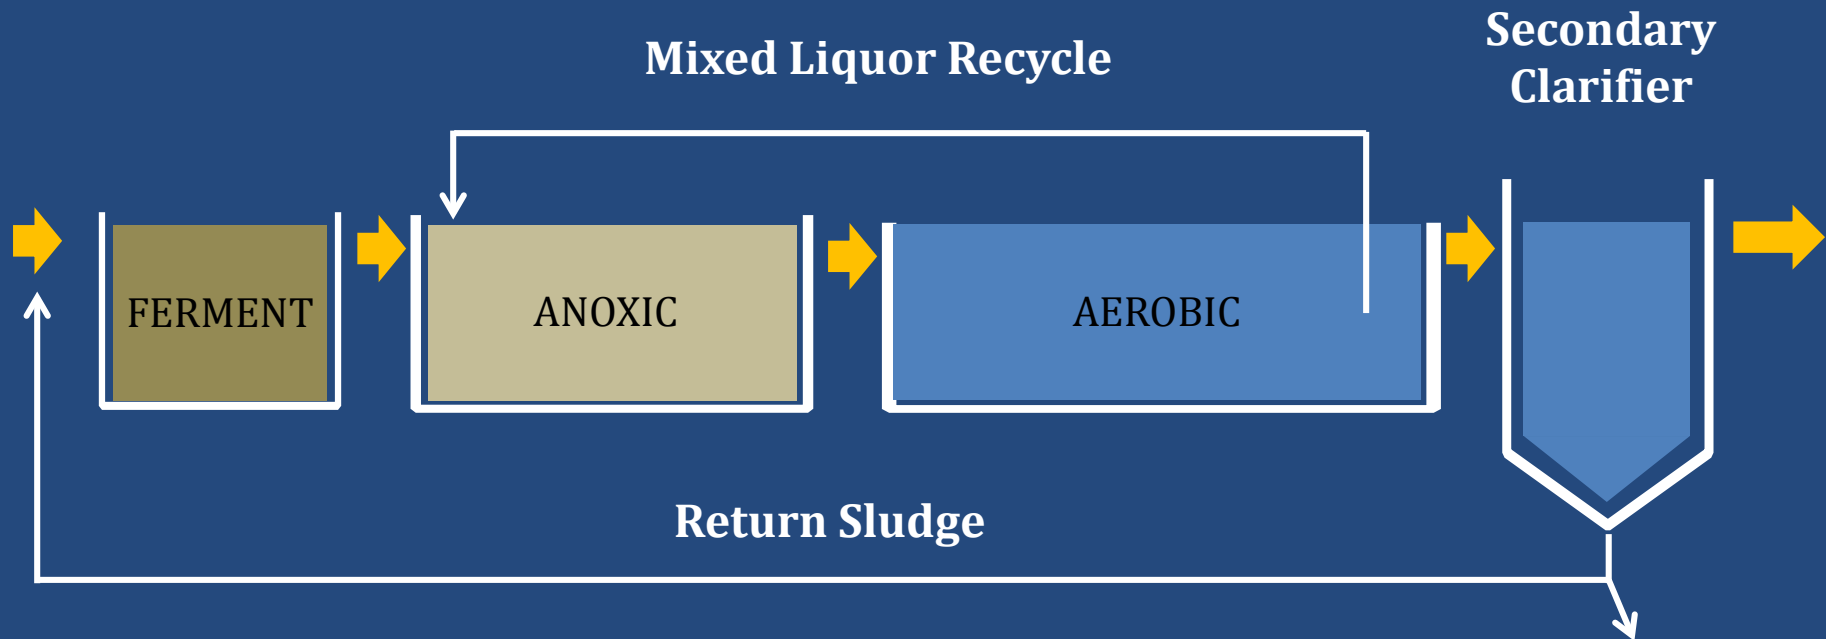 Mixed Liquor Recycle
Secondary
Clarifier
FERMENT
ANOXIC
AEROBIC
Return Sludge